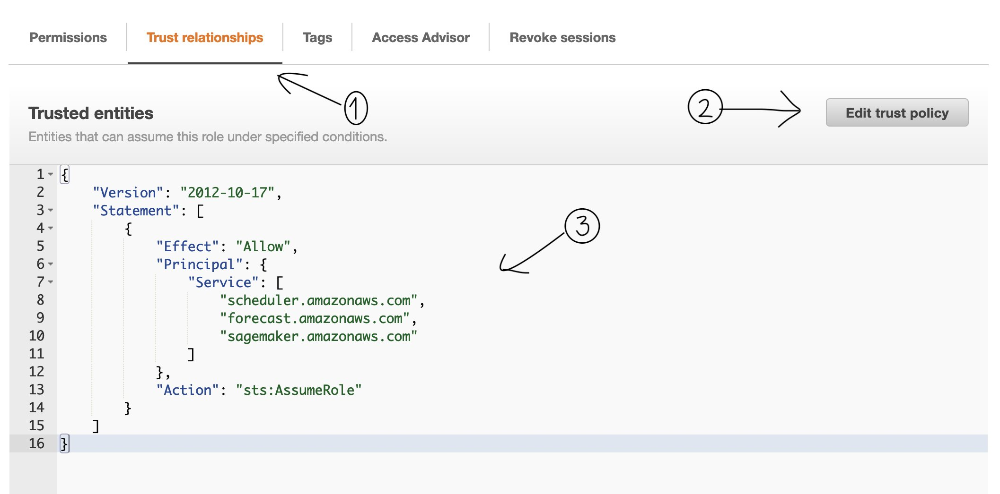 Permissions Trust relationships Tags Access Advisor Revoke sessions
1
2
Edit trust policy
Trusted entities
Entities that can assume this role under specified conditions.
1 {
2 "Version": "2012-10-17",
3 "Statement": [
3
4 {
5 "Effect": "Allow",
6 "Principal": {
7 "Service": [
8 "scheduler.amazonaws.com",
9 "forecast.amazonaws.com",
10 "sagemaker.amazonaws.com"
11 ]
12 },
13 "Action": "sts:AssumeRole"
14 }
15 ]
16 }